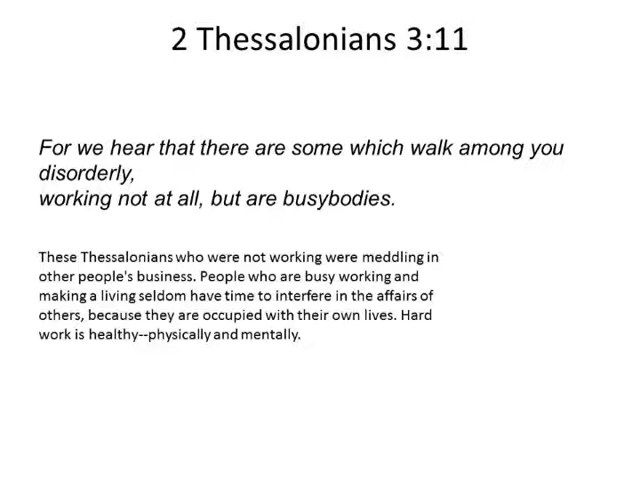 2 Thessalonians 3:11
For we hear that there are some which walk among you
disorderly,
working not at all, but are busybodies.
These Thessalonians who were not working were meddling in
other people's business. People who are busy working and
making a living seldom have time to interfere in the affairs of
others, because they are occupied with their own lives. Hard
work is healthy--physically and mentally.